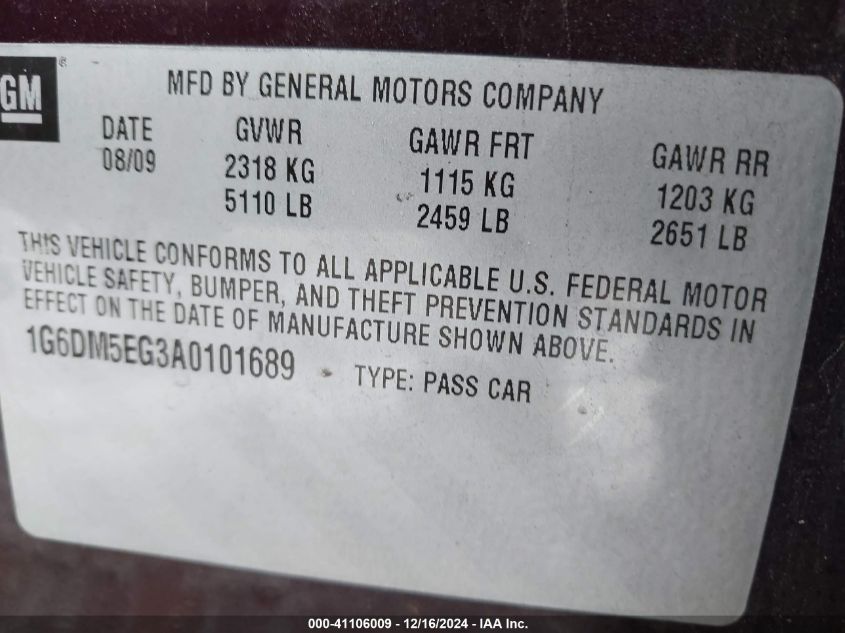 GM ®
MFD BY GENERAL MOTORS COMPANY
DATE GVWR GAWR FRT GAWR RR
08/09 2318 KG 1115 KG 1203 KG
5110 LB 2459 LB 2651 LB
THIS VEHICLE CONFORMS TO ALL APPLICABLE U.S. FEDERAL MOTOR
VEHICLE SAFETY, BUMPER, AND THEFT PREVENTION STANDARDS IN
EFFECT ON THE DATE OF MANUFACTURE SHOWN ABOVE.
1G6DM5EG3A0101689 TYPE: PASS CAR
000-41106009 - 12/16/2024 - IAA Inc.